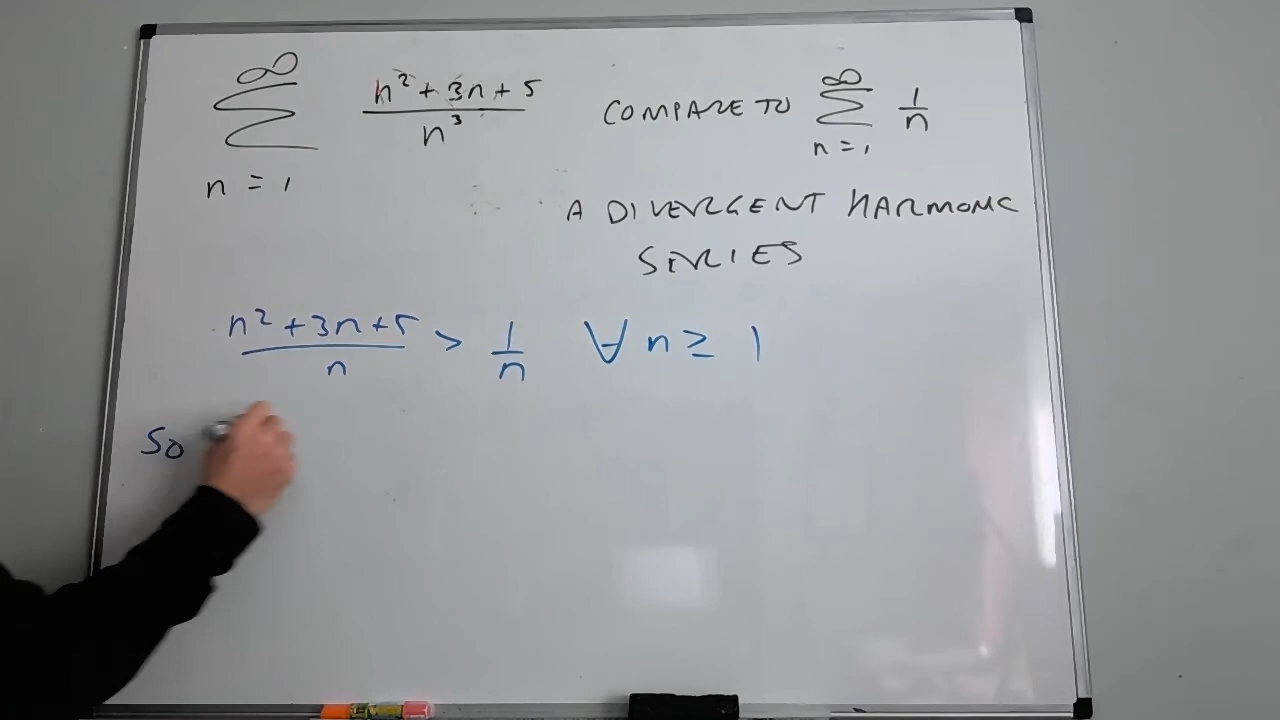 ∞
Σ n² + 3n + 5 / n³ COMPARE TO ∞ Σ n = 1 1/n
n = 1
A DIVERGENT HARMONIC
SERIES
n² + 3n + 5 / n > 1/n ∀ n ≥ 1
So